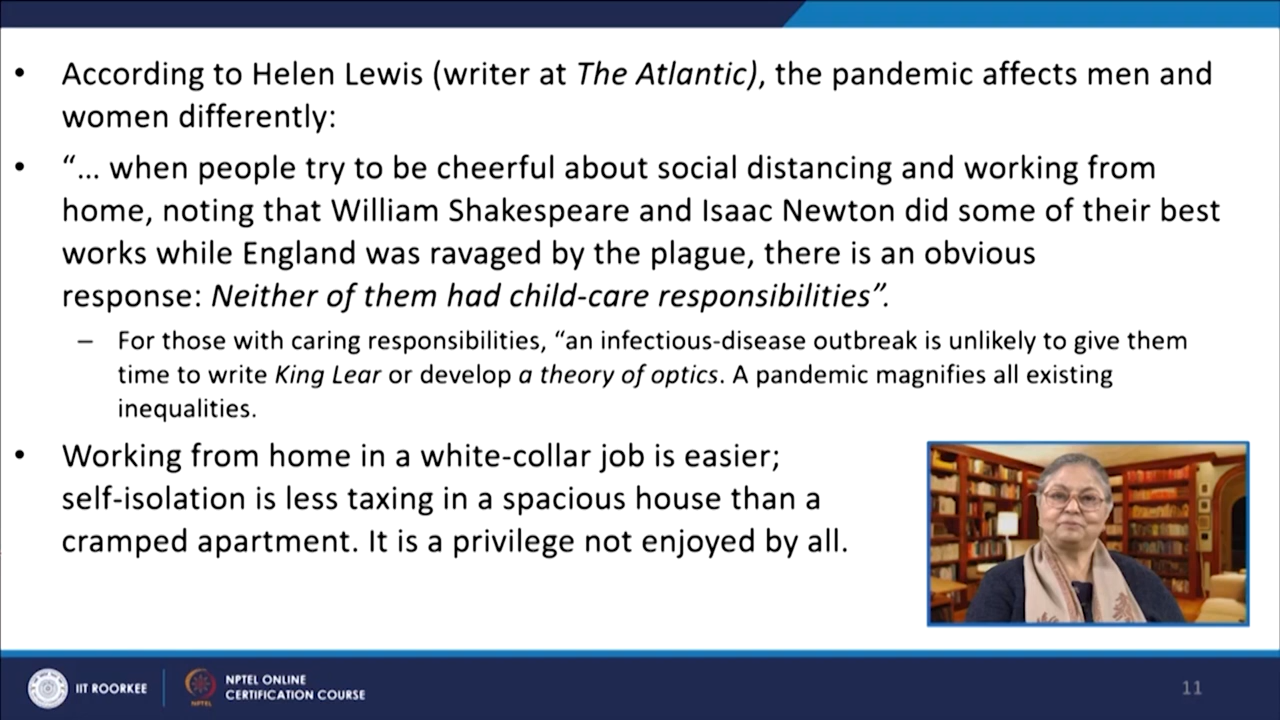 • According to Helen Lewis (writer at The Atlantic), the pandemic affects men and
women differently:
• “... when people try to be cheerful about social distancing and working from
home, noting that William Shakespeare and Isaac Newton did some of their best
works while England was ravaged by the plague, there is an obvious
response: Neither of them had child-care responsibilities”.
– For those with caring responsibilities, “an infectious-disease outbreak is unlikely to give them
time to write King Lear or develop a theory of optics. A pandemic magnifies all existing
inequalities.
• Working from home in a white-collar job is easier;
self-isolation is less taxing in a spacious house than a
cramped apartment. It is a privilege not enjoyed by all.
IIT ROORKEE
NPTEL
NPTEL ONLINE
CERTIFICATION COURSE
11